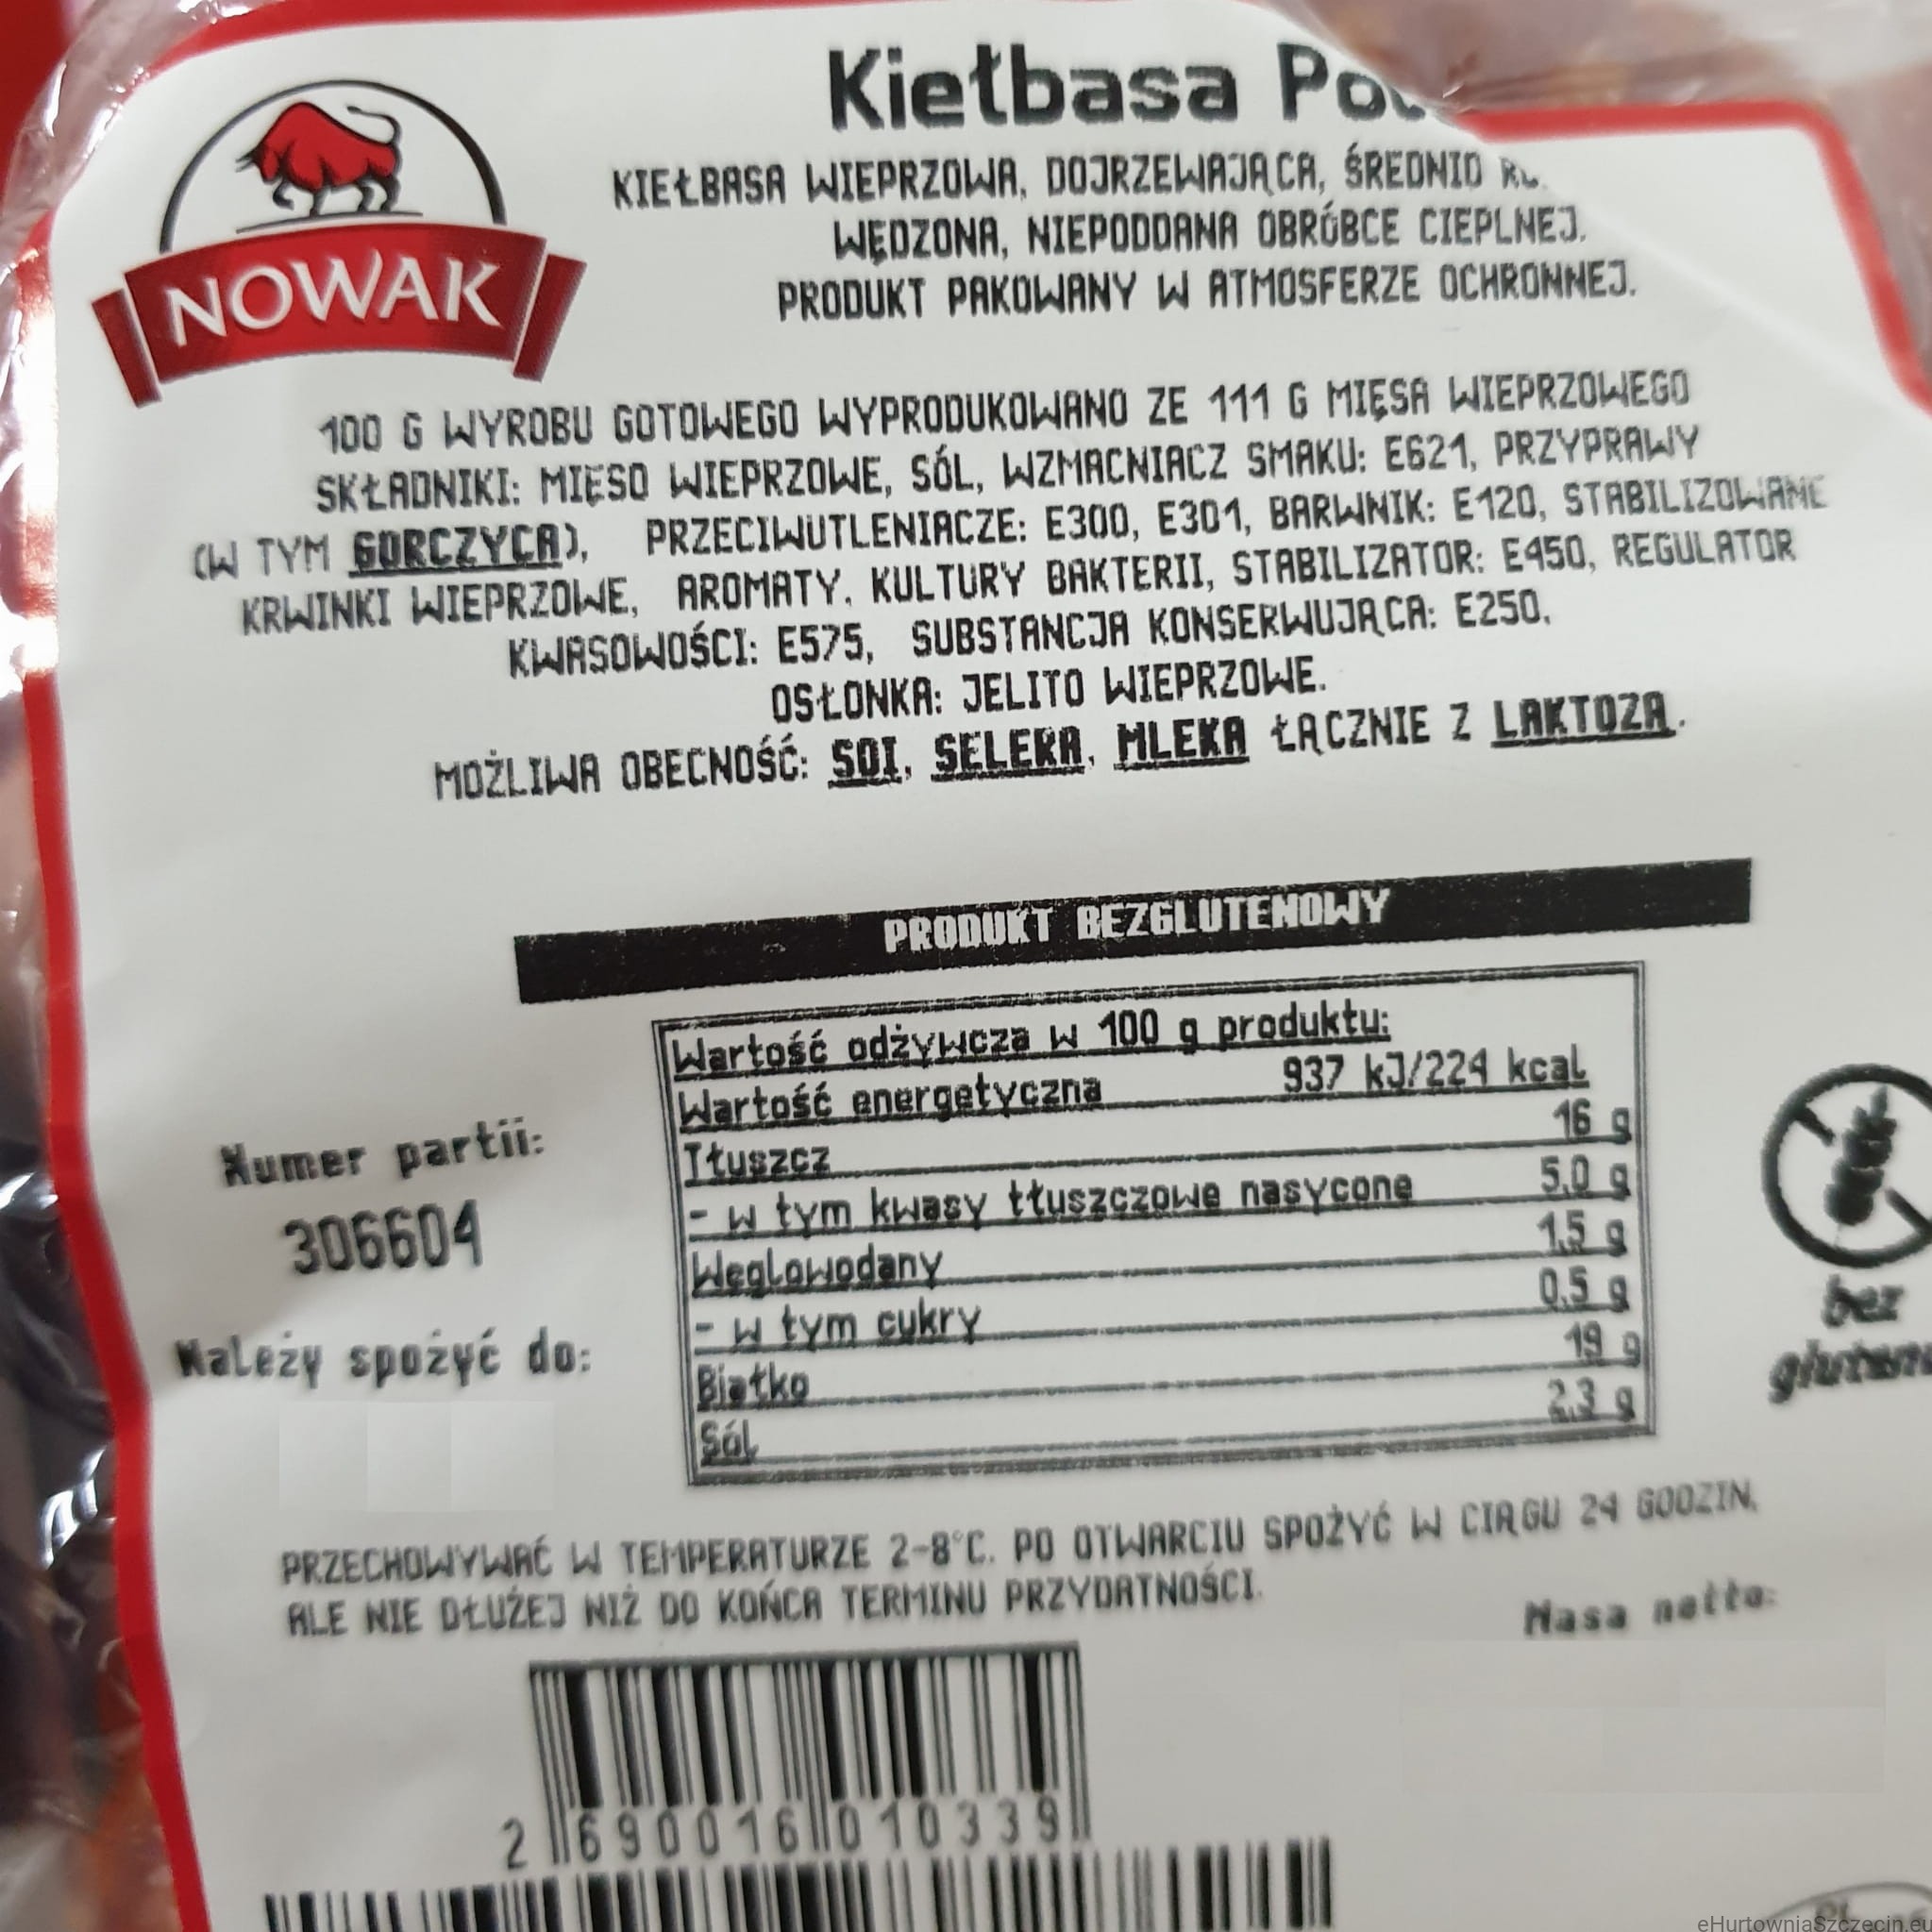 Kiełbasa
NOWAK
KIEŁBASA WIEPRZOWA, DOJRZEWAJĄCA, ŚREDNIO
WĘDZONA, NIEPODDANA OBRÓBCE CIEPLNEJ.
PRODUKT PAKOWANY W ATMOSFERZE OCHRONNEJ.
100 G WYROBU GOTOWEGO WYPRODUKOWANO ZE 111 G MIĘSA WIEPRZOWEGO
SKŁADNIKI: MIĘSO WIEPRZOWE, SÓL, WZMACNIACZ SMAKU: E621, PRZYPRAWY
(W TYM GORCZYCA), PRZECIWUTLENIACZE: E300, E301, BARWNIK: E120, STABILIZOWANE
KRWINKI WIEPRZOWE, AROMATY, KULTURY BAKTERII, STABILIZATOR: E450, REGULATOR
KWASOWOŚCI: E575, SUBSTANCJA KONSERWUJĄCA: E250,
OSŁONKA: JELITO WIEPRZOWE.
MOŻLIWA OBECNOŚĆ: SOI, SELERA, MLEKA ŁĄCZNIE Z LAKTOZĄ.
PRODUKT BEZGLUTENOWY
Wartość odżywcza w 100 g produktu:
Wartość energetyczna 937 kJ/224 kcal
Tłuszcz 16 g
- w tym kwasy tłuszczowe nasycone 5,0 g
Węglowodany 1,5 g
- w tym cukry 0,5 g
Białko 19 g
Sól 2,3 g
Numer partii:
306604
Należy spożyć do:
bez
PRZECHOWYWAĆ W TEMPERATURZE 2-8°C. PO OTWARCIU SPOŻYĆ W CIĄGU 24 GODZIN,
ALE NIE DŁUŻEJ NIŻ DO KOŃCA TERMINU PRZYDATNOŚCI.
Masa netto:
2 690016 010339
eHurtowniaSzczecin.eu